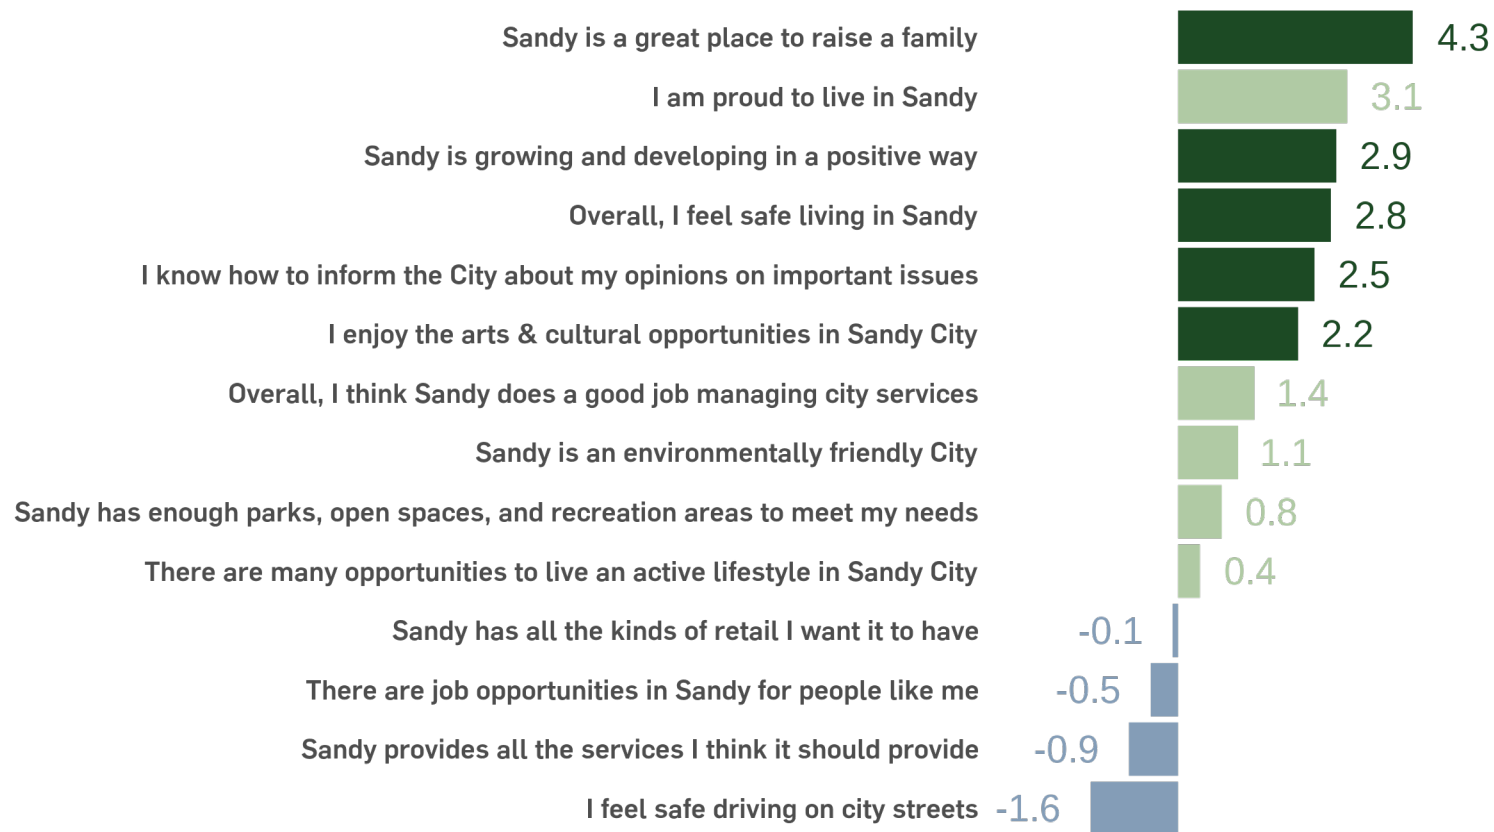 Sandy is a great place to raise a family 4.3
I am proud to live in Sandy 3.1
Sandy is growing and developing in a positive way 2.9
Overall, I feel safe living in Sandy 2.8
I know how to inform the City about my opinions on important issues 2.5
I enjoy the arts & cultural opportunities in Sandy City 2.2
Overall, I think Sandy does a good job managing city services 1.4
Sandy is an environmentally friendly City 1.1
Sandy has enough parks, open spaces, and recreation areas to meet my needs 0.8
There are many opportunities to live an active lifestyle in Sandy City 0.4
Sandy has all the kinds of retail I want it to have -0.1
There are job opportunities in Sandy for people like me -0.5
Sandy provides all the services I think it should provide -0.9
I feel safe driving on city streets -1.6